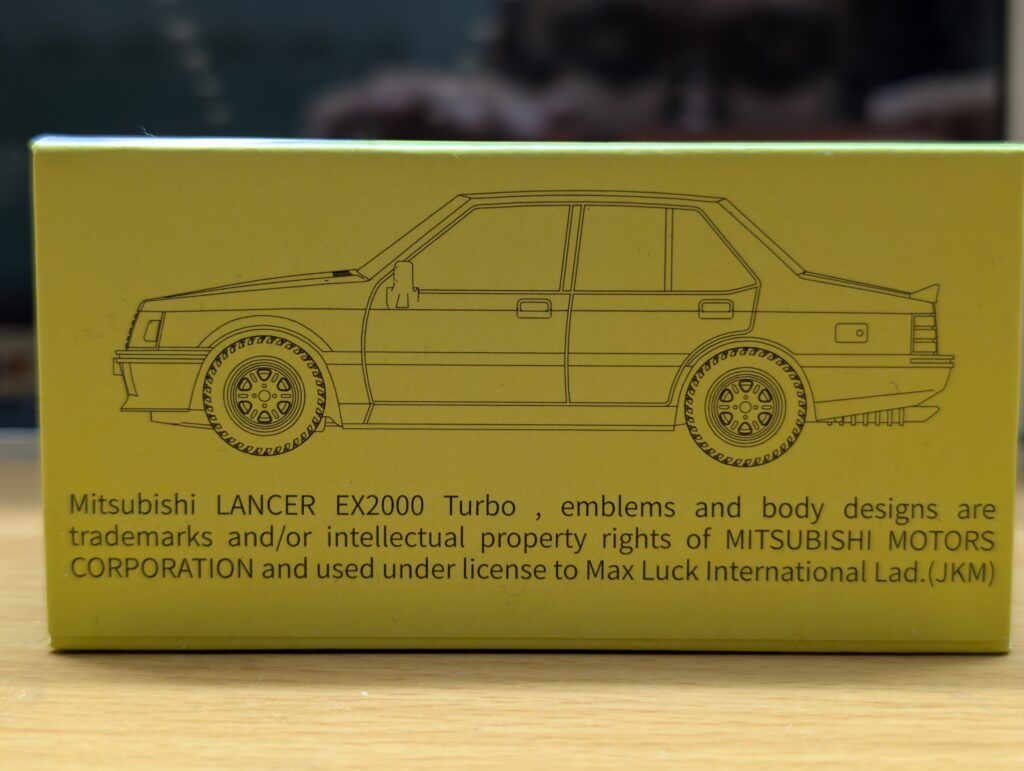 Mitsubishi LANCER EX2000 Turbo , emblems and body designs are
trademarks and/or intellectual property rights of MITSUBISHI MOTORS
CORPORATION and used under license to Max Luck International Lad.(JKM)